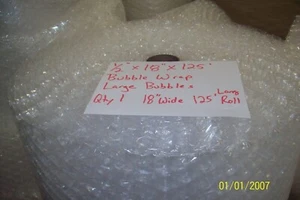 1/2" x 18" x 125'
Bubble Wrap
Large Bubbles
Qty 1 18" Wide 125' Long Roll
01/01/2007